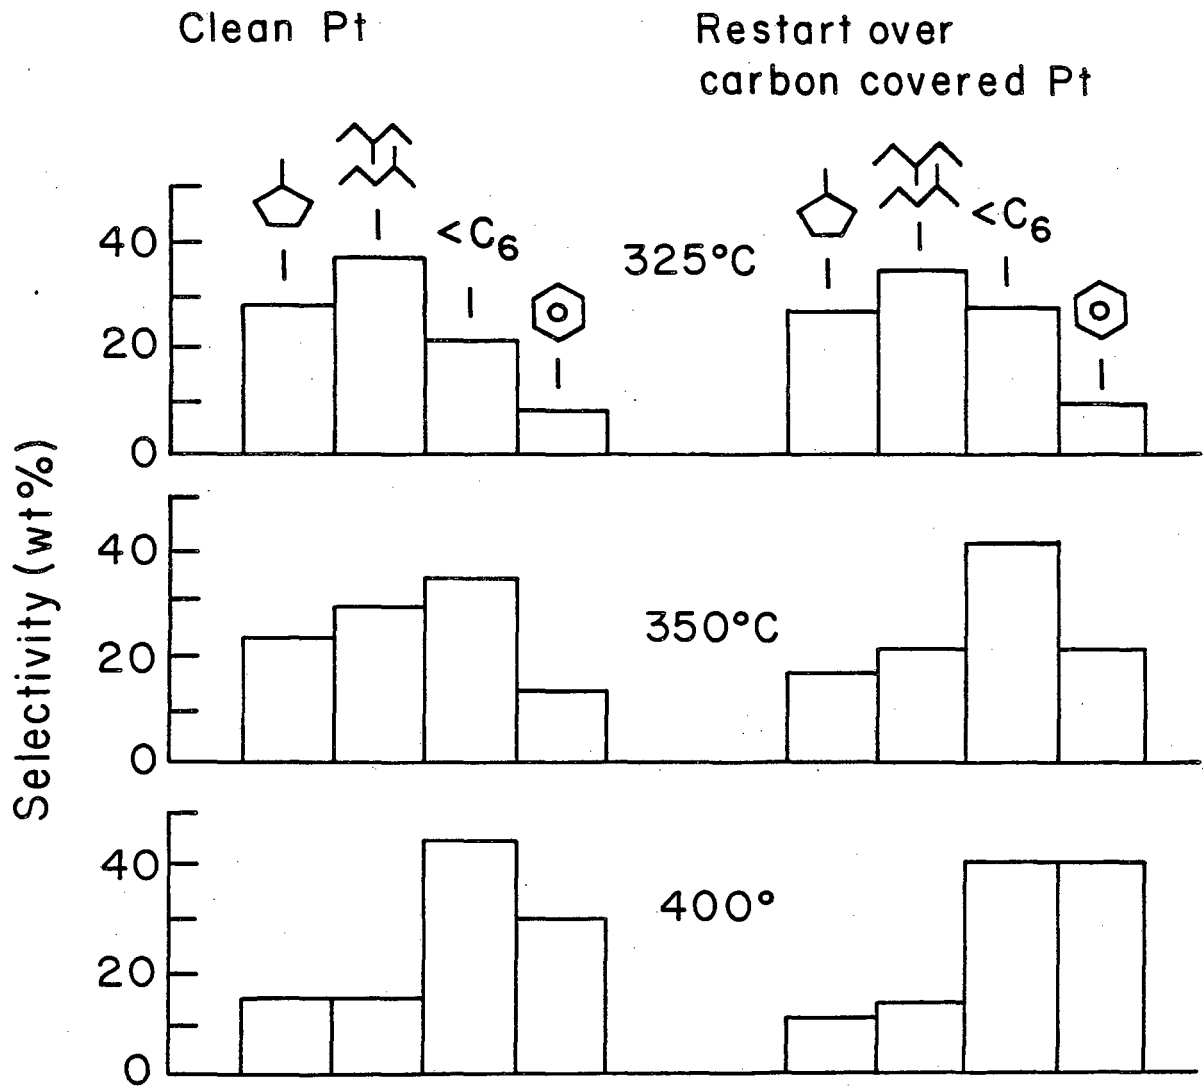 Clean Pt
Restart over
carbon covered Pt
<C6
<C6
325°C
40
20
0
350°C
40
20
0
400°
40
20
0
Selectivity (wt%)